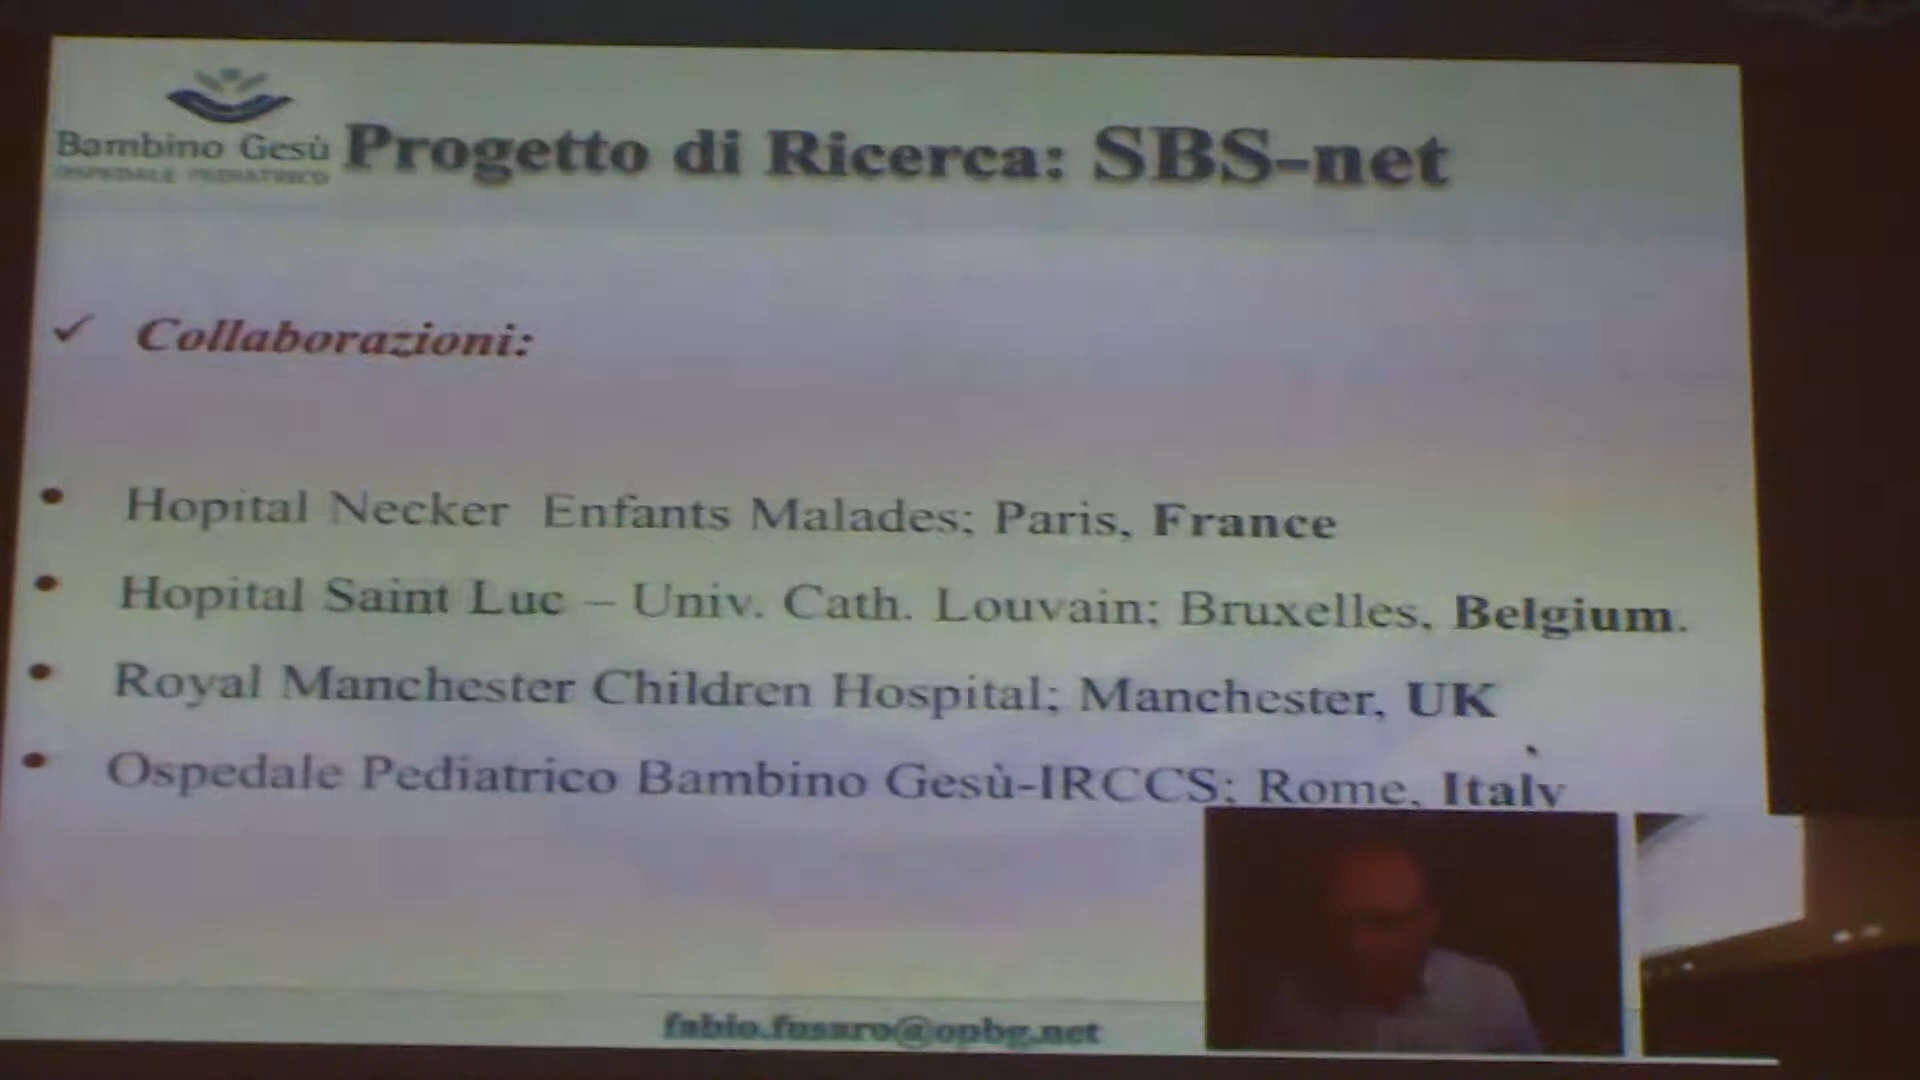 Bambino Gesù
OSPEDALE PEDIATRICO
Progetto di Ricerca: SBS-net
✓ Collaborazioni:
• Hopital Necker Enfants Malades; Paris, France
• Hopital Saint Luc – Univ. Cath. Louvain; Bruxelles, Belgium.
• Royal Manchester Children Hospital; Manchester, UK
• Ospedale Pediatrico Bambino Gesù-IRCCS; Rome, Italy
fabio.fusaro@opbg.net